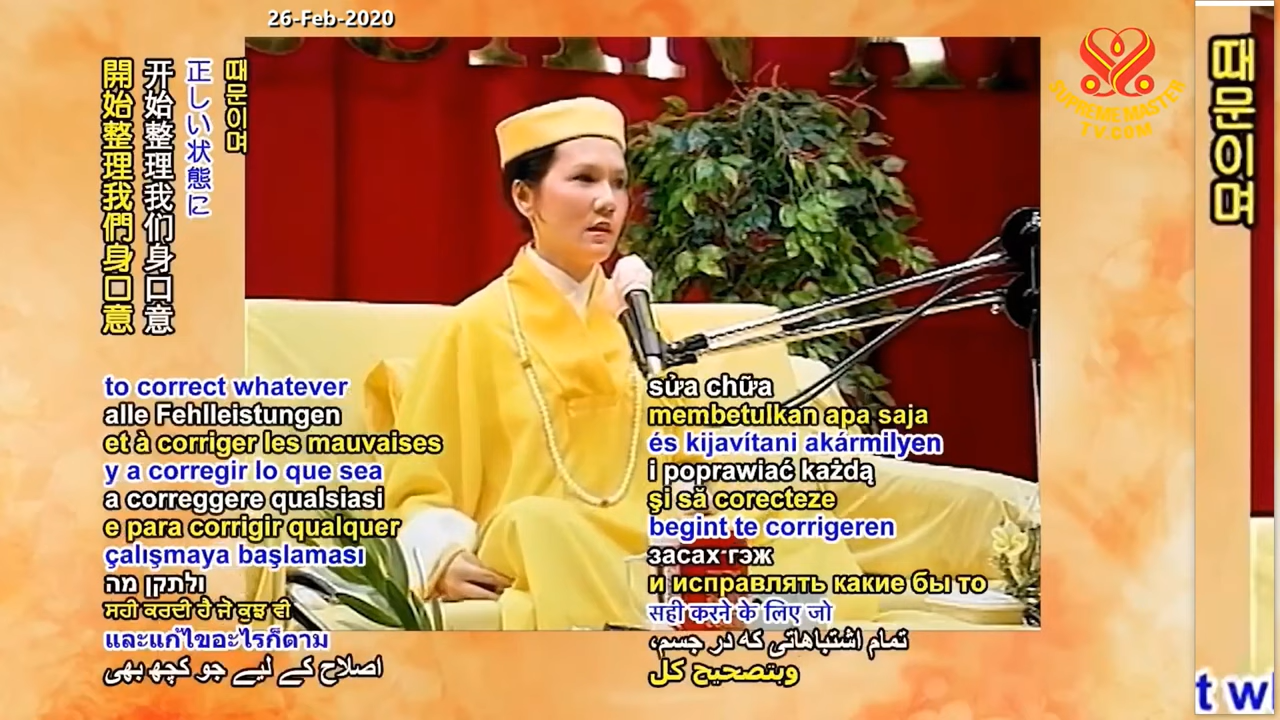 26-Feb-2020
SUPREME MASTER
TV.COM
때문이며
正しい状態に
开始整理我们身口意
開始整理我們身口意
to correct whatever
alle Fehlleistungen
et à corriger les mauvaises
y a corregir lo que sea
a correggere qualsiasi
e para corrigir qualquer
çalışmaya başlaması
ולתקן מה
ਸਹੀ ਕਰਦੀ ਹੈ ਜੋ ਕੁਝ ਵੀ
และแก้ไขอะไรก็ตาม
اصلاح کے لیے جو کچھ بھی
sửa chữa
membetulkan apa saja
és kijavítani akármilyen
i poprawiać każdą
şi să corecteze
begint te corrigeren
засах гэж
и исправлять какие бы то
सही करने के लिए जो
تمام اشتباهاتی که در جسم،
وبتصحيح كل
때문이며
t w